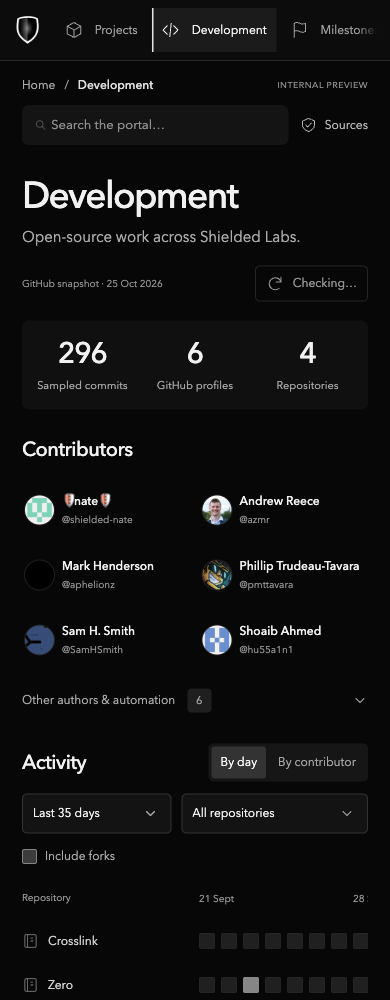 Projects
Development
Milestone
Home / Development
INTERNAL PREVIEW
Search the portal...
Sources
Development
Open-source work across Shielded Labs.
GitHub snapshot · 25 Oct 2026
Checking...
296
6
4
Sampled commits
GitHub profiles
Repositories
Contributors
nate
@shielded-nate
Andrew Reece
@azmr
Mark Henderson
@aphelionz
Phillip Trudeau-Tavara
@pmttavara
Sam H. Smith
@SamHSmith
Shoaib Ahmed
@hu55a1n1
Other authors & automation 6
Activity
By day
By contributor
Last 35 days
All repositories
Include forks
Repository
21 Sept
28
Crosslink
Zero